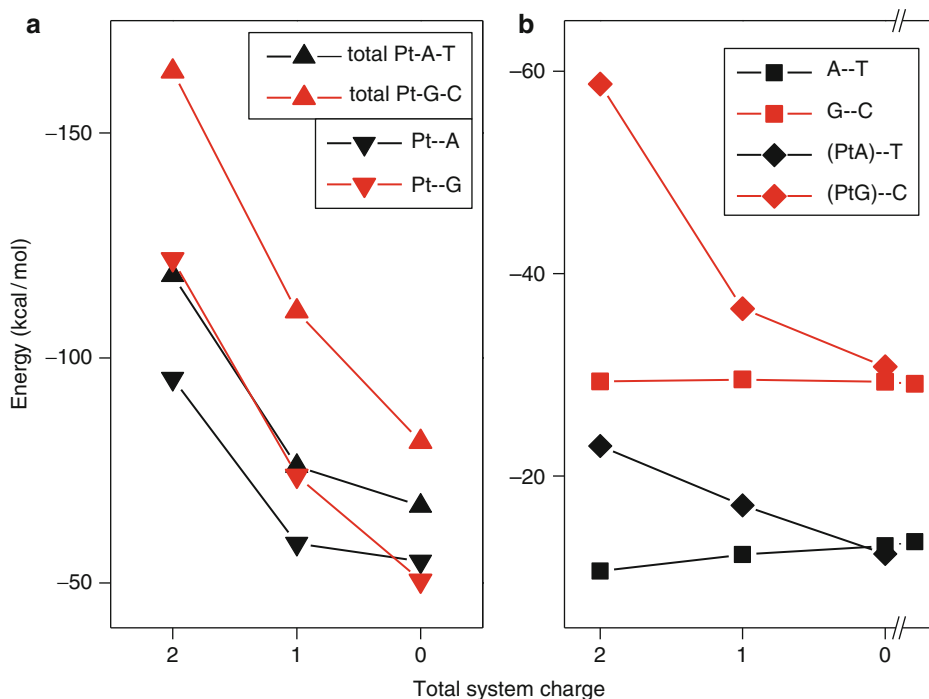 a
total Pt-A-T
total Pt-G-C
Pt--A
Pt--G
–150
–100
–50
Energy (kcal/mol)
2 1 0
b
A--T
G--C
(PtA)--T
(PtG)--C
–60
–40
–20
2 1 0
Total system charge